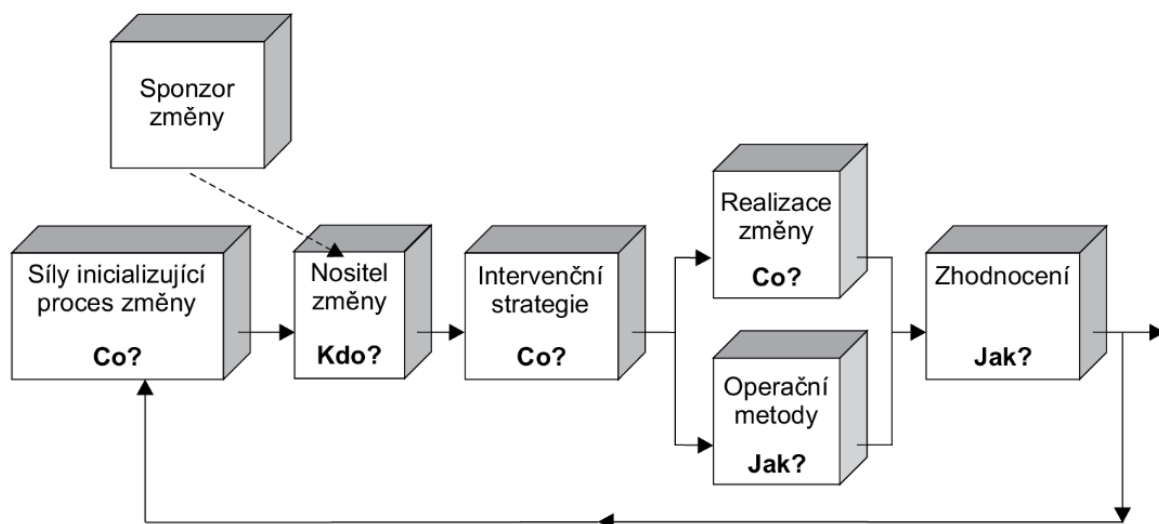 Sponzor
změny
Síly inicializující
proces změny
Co?
Nositel
změny
Kdo?
Intervenční
strategie
Co?
Realizace
změny
Co?
Operační
metody
Jak?
Zhodnocení
Jak?